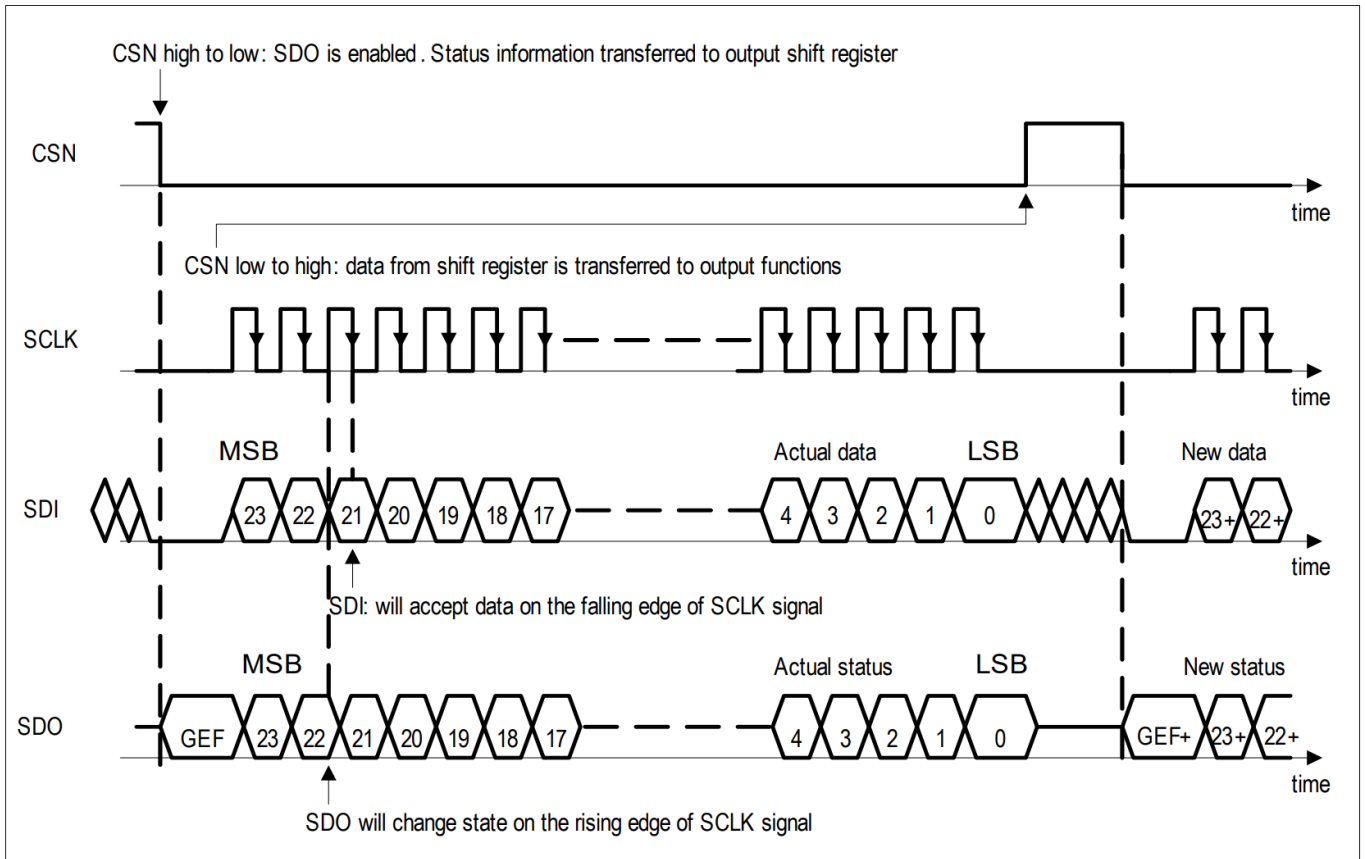 CSN high to low: SDO is enabled. Status information transferred to output shift register
CSN
time
CSN low to high: data from shift register is transferred to output functions
SCLK
time
MSB Actual data LSB New data
SDI 23 22 21 20 19 18 17 4 3 2 1 0 23+ 22+
time
SDI: will accept data on the falling edge of SCLK signal
MSB Actual status LSB New status
SDO GEF 23 22 21 20 19 18 17 4 3 2 1 0 GEF+ 23+ 22+
time
SDO will change state on the rising edge of SCLK signal